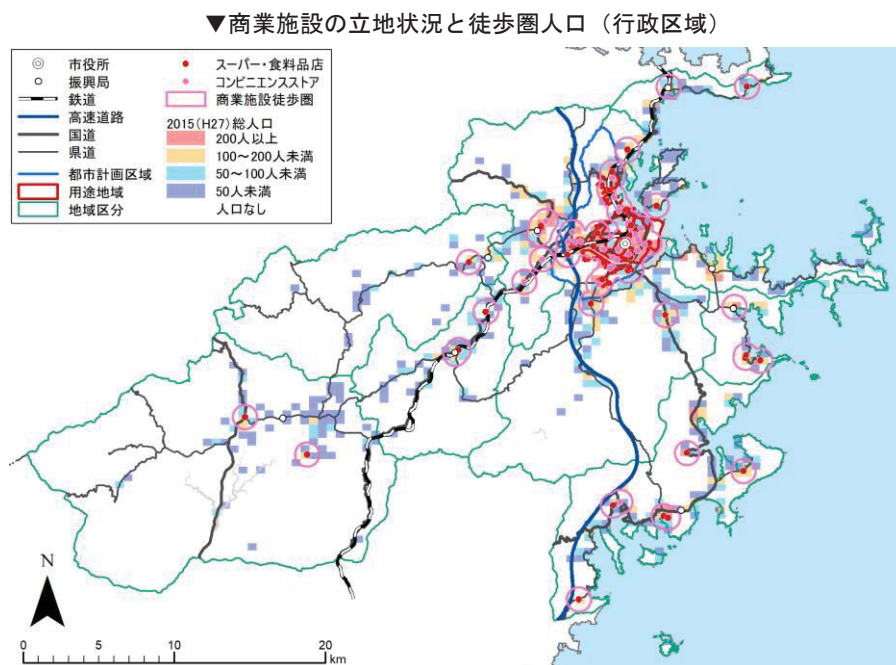 ▼商業施設の立地状況と徒歩圏人口（行政区域）
市役所
振興局
鉄道
高速道路
国道
県道
都市計画区域
用途地域
地域区分
スーパー・食料品店
コンビニエンスストア
商業施設徒歩圏
2015(H27)総人口
200人以上
100～200人未満
50～100人未満
50人未満
人口なし
N
0 5 10 20
km